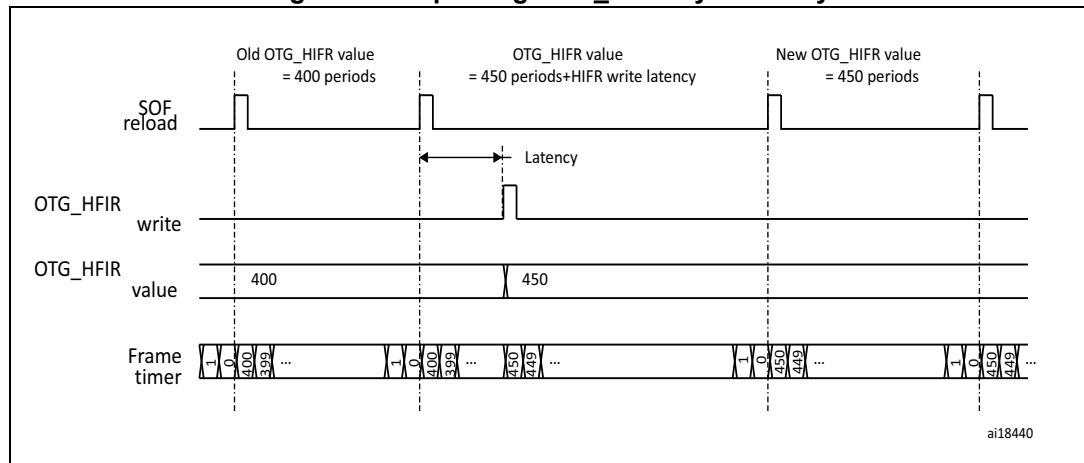 Old OTG_HIFR value
= 400 periods
OTG_HIFR value
= 450 periods+HIFR write latency
New OTG_HIFR value
= 450 periods
SOF
reload
Latency
OTG_HFIR
write
OTG_HFIR
value
400
450
Frame
timer
1 0 400 399 ... 1 0 400 399 ... 450 449 ... 1 0 450 449 ... 1 0 450 449 ...
ai18440